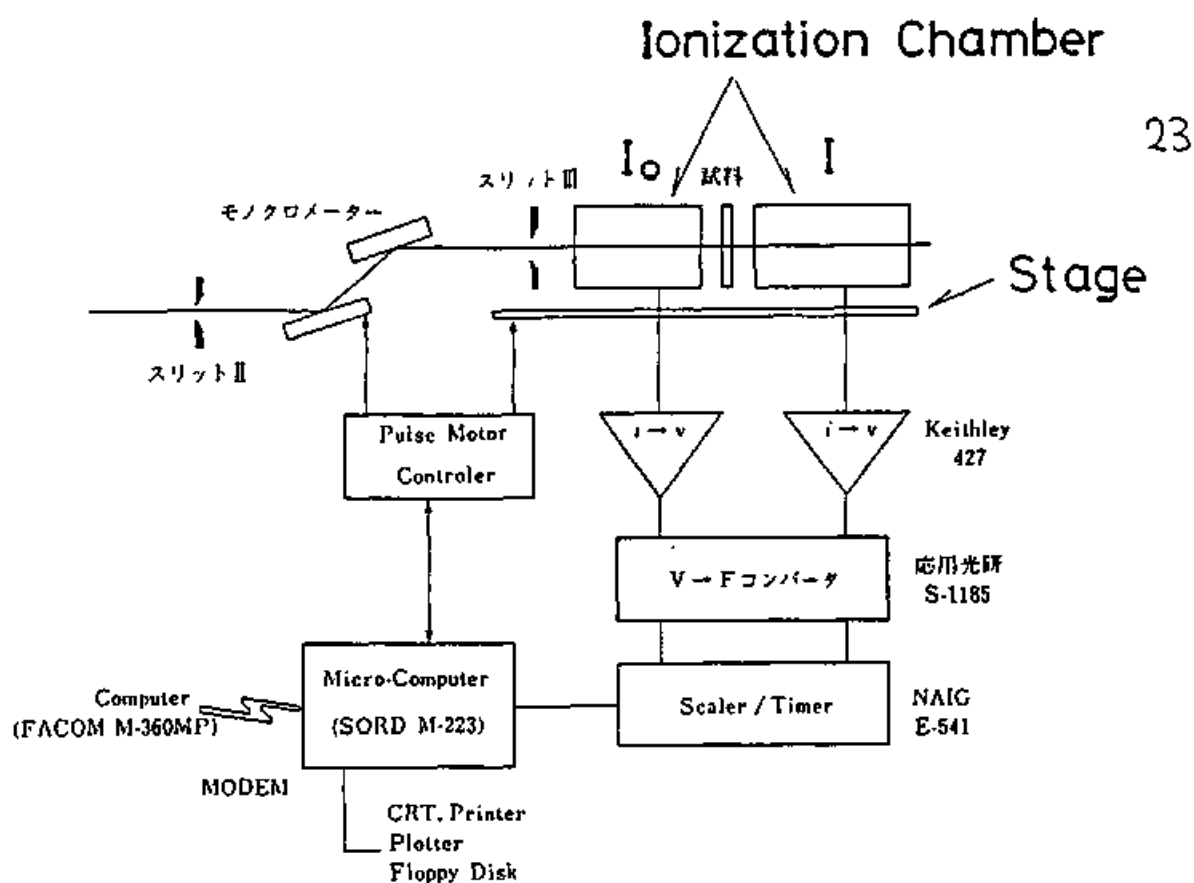 Ionization Chamber
23
I₀
試料
I
スリットIII
モノクロメーター
Stage
スリットII
Pulse Motor
Controler
i → v
i → v
Keithley
427
V → F コンバータ
応用光研
S-1185
Micro-Computer
(SORD M-223)
Scaler / Timer
NAIG
E-541
Computer
(FACOM M-360MP)
MODEM
CRT. Printer
Plotter
Floppy Disk